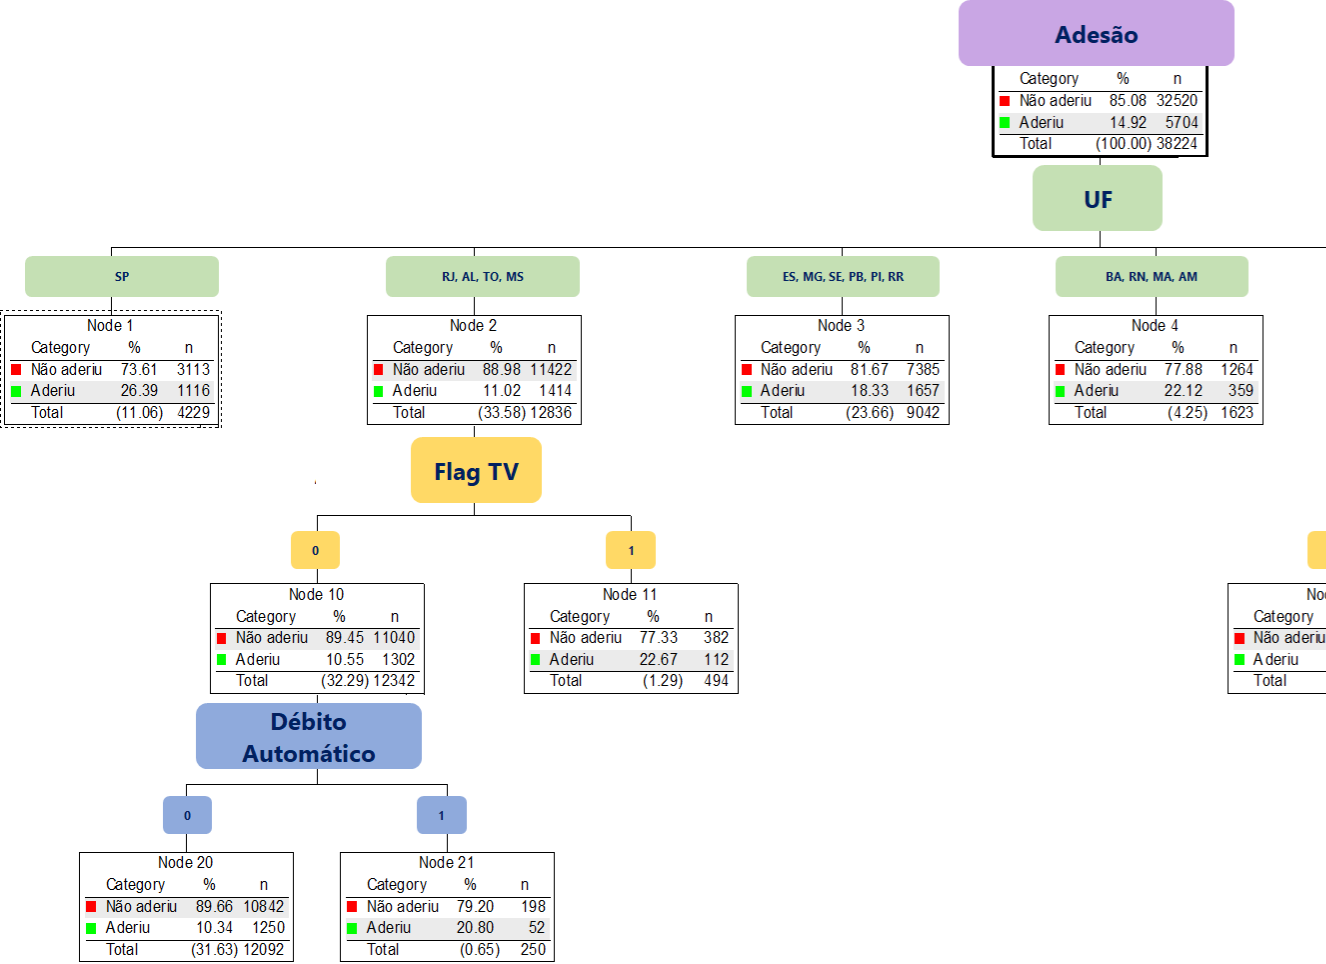 Adesão
Category % n
Não aderiu 85.08 32520
Aderiu 14.92 5704
Total (100.00) 38224
UF
SP
RJ, AL, TO, MS
ES, MG, SE, PB, PI, RR
BA, RN, MA, AM
Node 1
Category % n
Não aderiu 73.61 3113
Aderiu 26.39 1116
Total (11.06) 4229
Node 2
Category % n
Não aderiu 88.98 11422
Aderiu 11.02 1414
Total (33.58) 12836
Node 3
Category % n
Não aderiu 81.67 7385
Aderiu 18.33 1657
Total (23.66) 9042
Node 4
Category % n
Não aderiu 77.88 1264
Aderiu 22.12 359
Total (4.25) 1623
Flag TV
0
1
Node 10
Category % n
Não aderiu 89.45 11040
Aderiu 10.55 1302
Total (32.29) 12342
Node 11
Category % n
Não aderiu 77.33 382
Aderiu 22.67 112
Total (1.29) 494
No
Category
Não aderiu
Aderiu
Total
Débito
Automático
0
1
Node 20
Category % n
Não aderiu 89.66 10842
Aderiu 10.34 1250
Total (31.63) 12092
Node 21
Category % n
Não aderiu 79.20 198
Aderiu 20.80 52
Total (0.65) 250